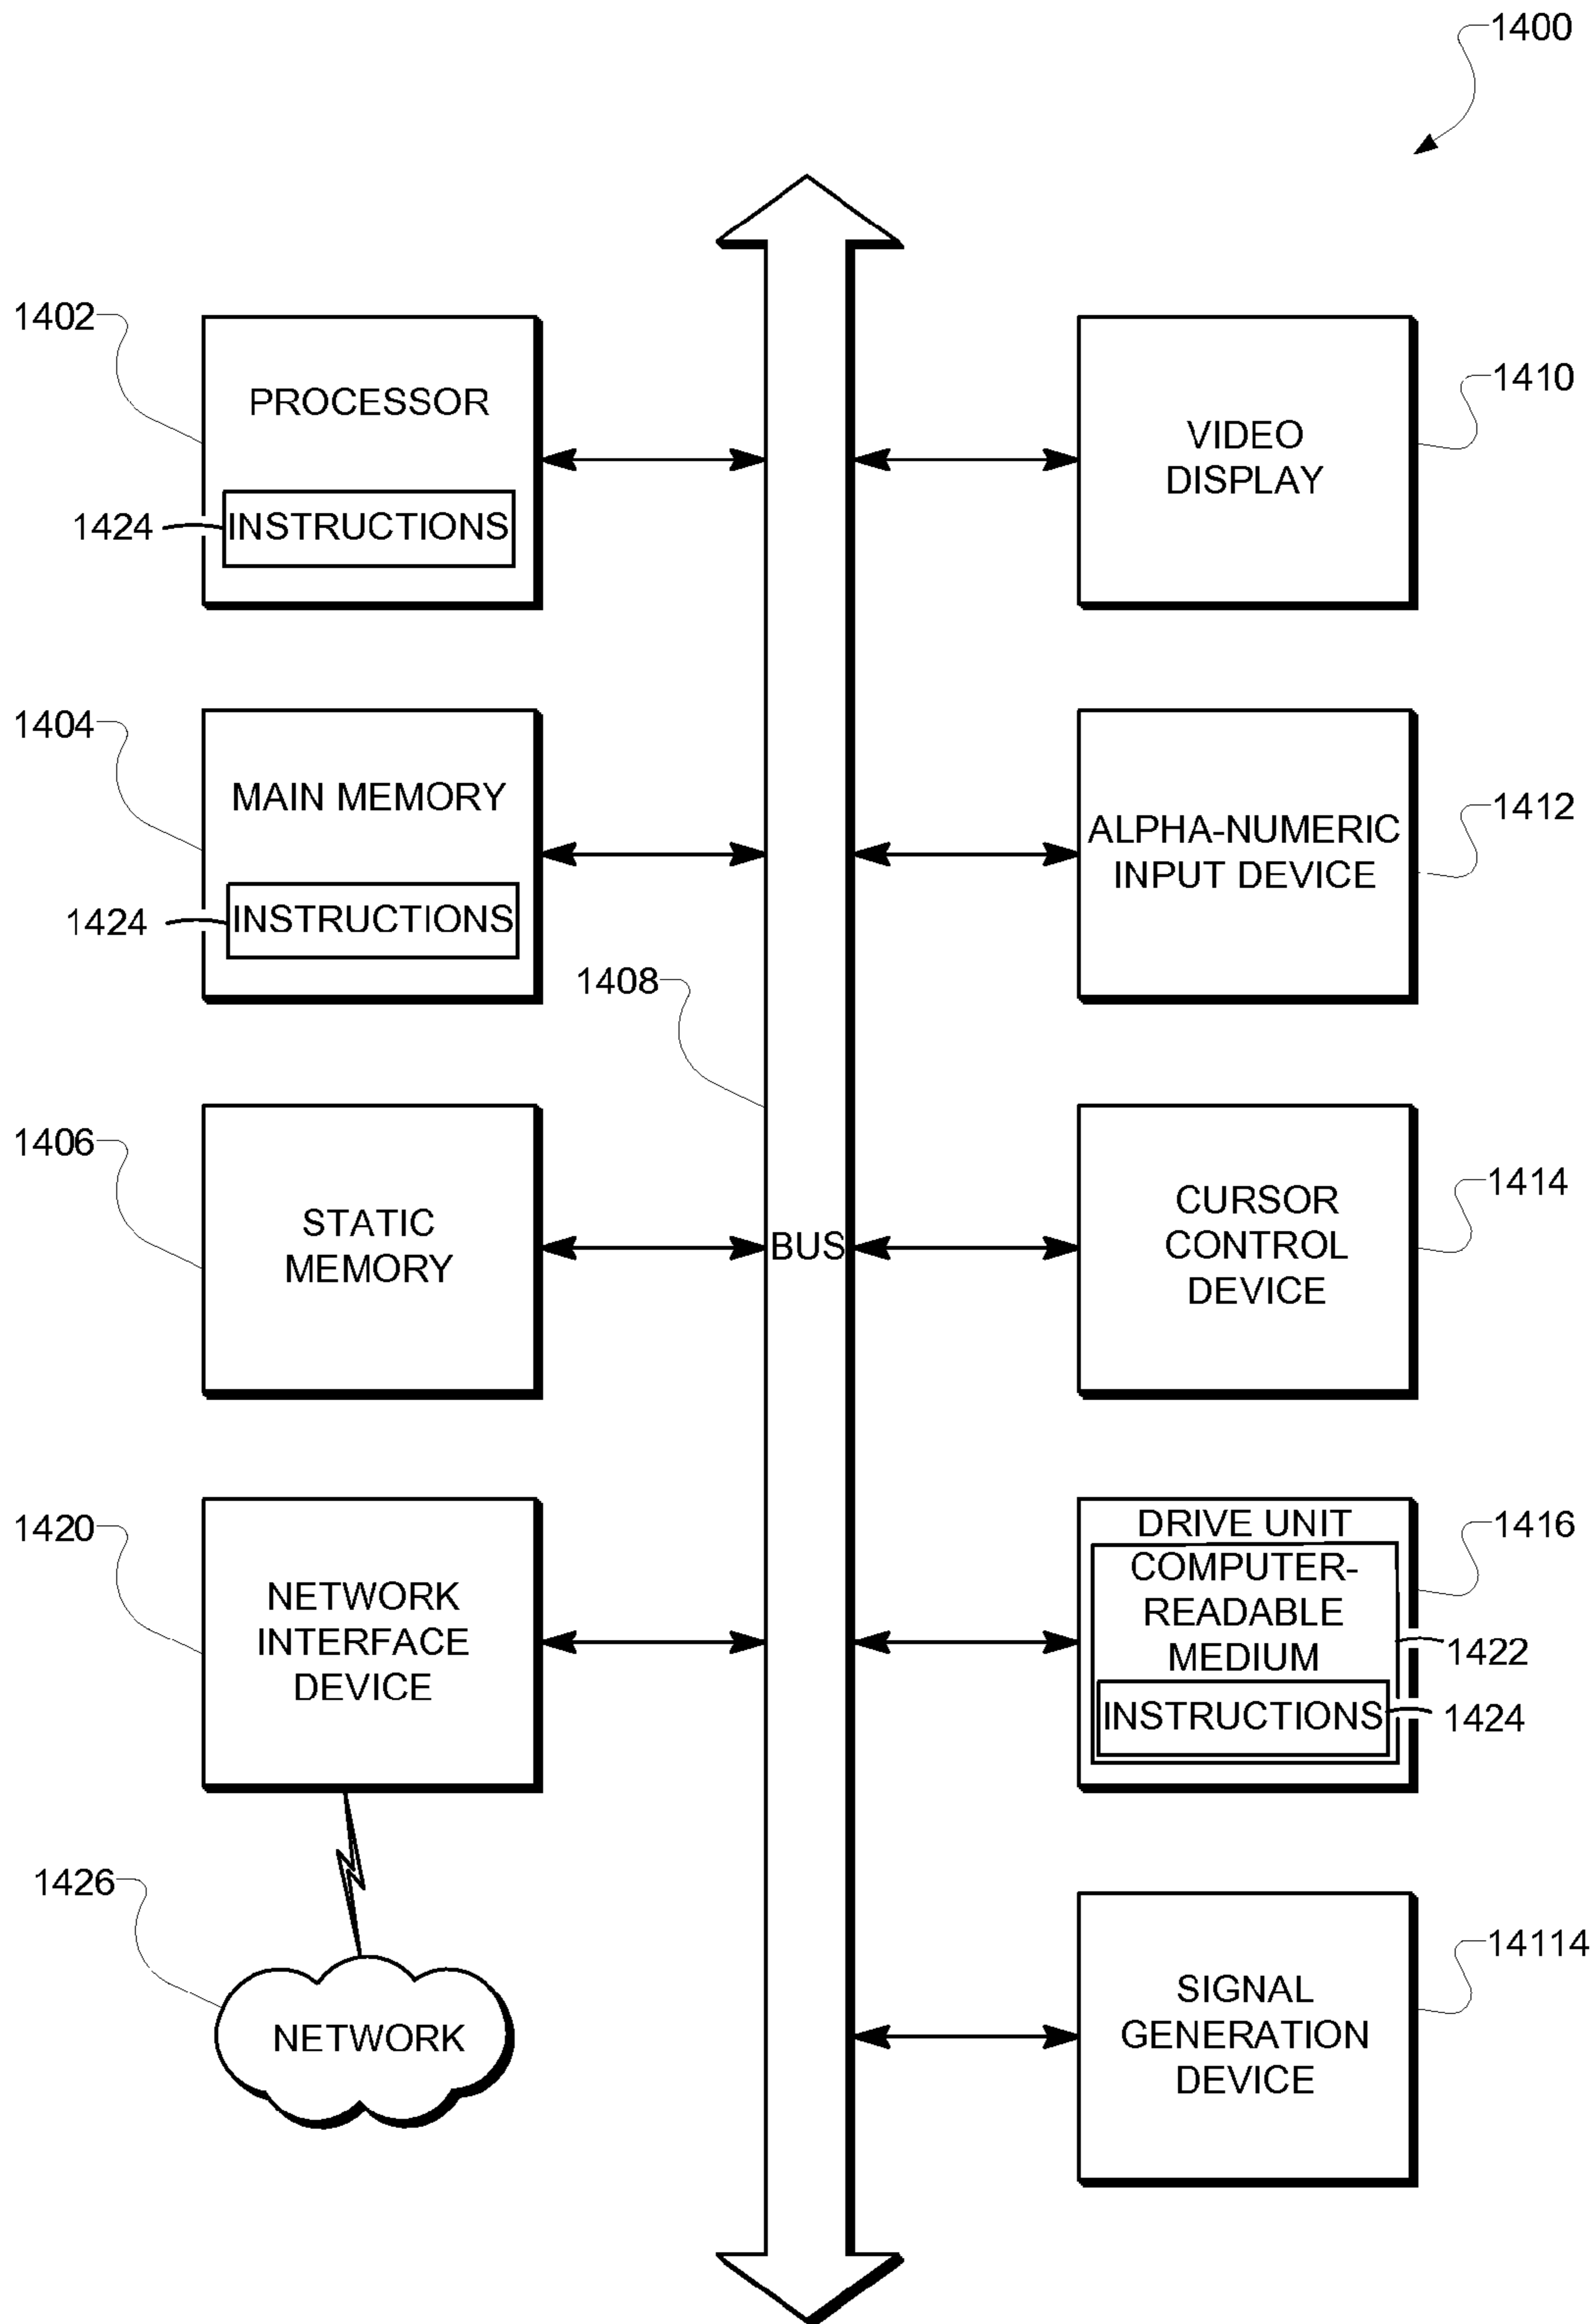 1400
1402
PROCESSOR
1424
INSTRUCTIONS
1404
MAIN MEMORY
1424
INSTRUCTIONS
1408
1406
STATIC
MEMORY
BUS
1420
NETWORK
INTERFACE
DEVICE
1426
NETWORK
1410
VIDEO
DISPLAY
1412
ALPHA-NUMERIC
INPUT DEVICE
1414
CURSOR
CONTROL
DEVICE
1416
DRIVE UNIT
COMPUTER-
READABLE
MEDIUM
1422
INSTRUCTIONS
1424
14114
SIGNAL
GENERATION
DEVICE